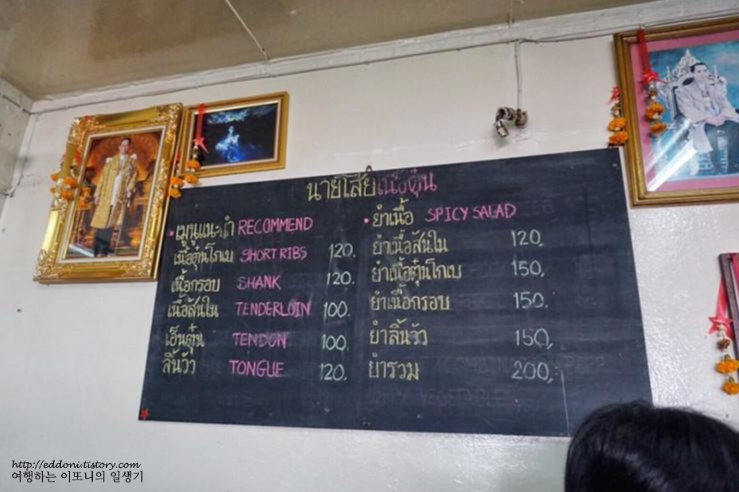 นายโส่ยเนื้อตุ๋น
• เมนูแนะนำ RECOMMEND
เนื้อตุ๋นโกเบ SHORT RIBS 120.
เนื้อกรอบ SHANK 120.
เนื้อสันใน TENDERLOIN 100.
เอ็นตุ๋น TENDON 100.
ลิ้นวัว TONGUE 120.
• ยำเนื้อ SPICY SALAD
ยำเนื้อสันใน 120.
ยำเนื้อตุ๋นโกเบ 150.
ยำเนื้อกรอบ 150.
ยำลิ้นวัว 150.
ยำรวม 200.
http://eddoni.tistory.com
여행하는 이또니의 일생기